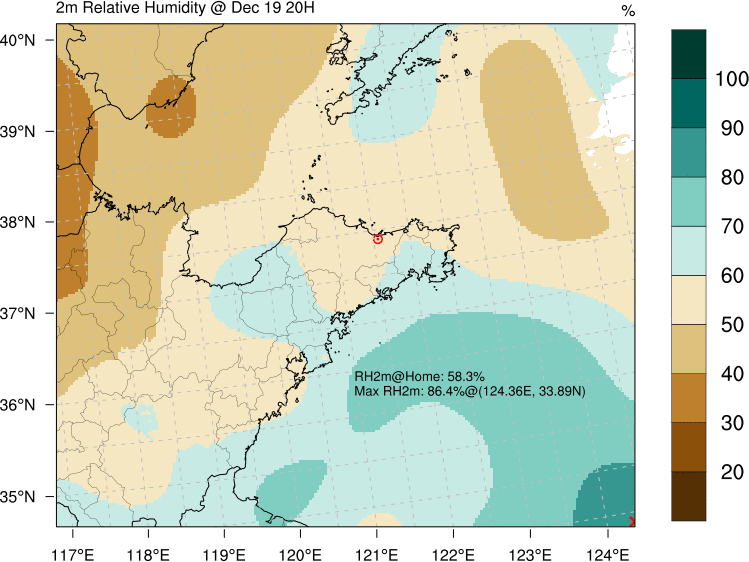 2m Relative Humidity @ Dec 19 20H
%
40°N
39°N
38°N
37°N
36°N
35°N
117°E
118°E
119°E
120°E
121°E
122°E
123°E
124°E
RH2m@Home: 58.3%
Max RH2m: 86.4%@(124.36E, 33.89N)
100
90
80
70
60
50
40
30
20